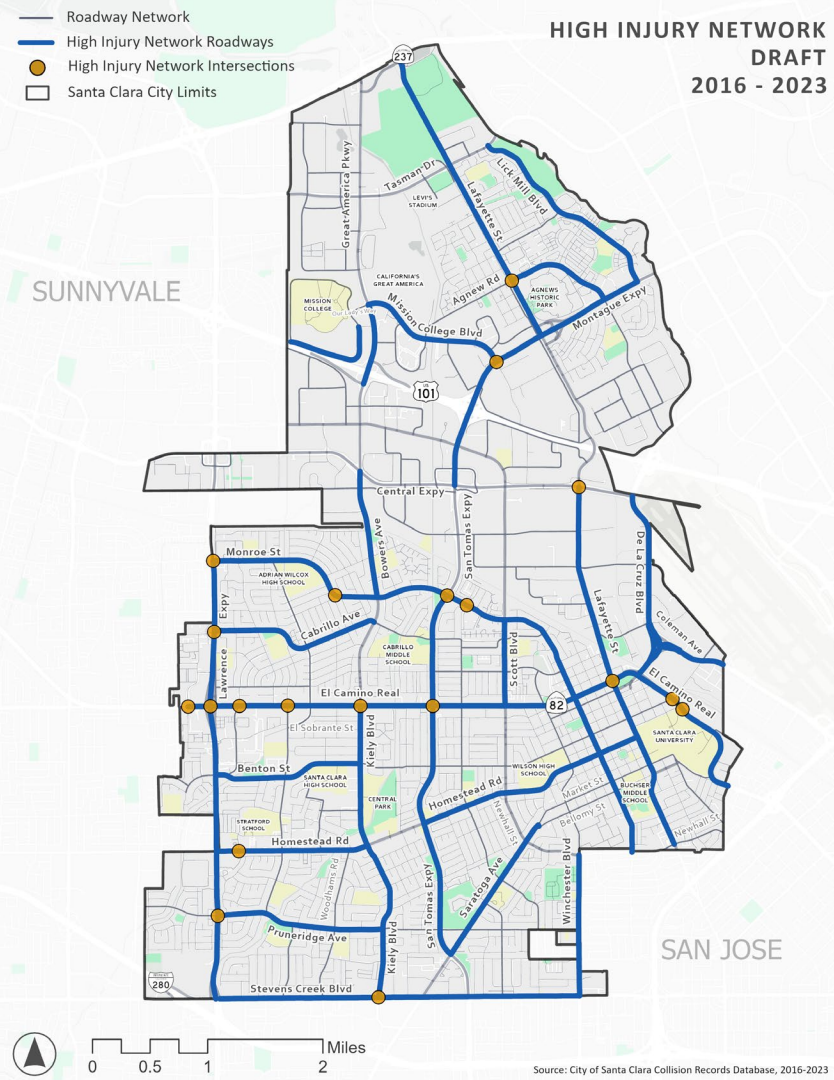 Roadway Network
High Injury Network Roadways
High Injury Network Intersections
Santa Clara City Limits
HIGH INJURY NETWORK
DRAFT
2016 - 2023
237
Great America Pkwy
Tasman Dr
Lick Mill Blvd
LEVI'S
STADIUM
Lafayette St
CALIFORNIA'S
GREAT AMERICA
Agnew Rd
AGNEWS
HISTORIC
PARK
SUNNYVALE
MISSION
COLLEGE
Our Lady's Way
Mission College Blvd
Montague Expy
US
101
Central Expy
Bowers Ave
San Tomas Expy
De La Cruz Blvd
Monroe St
ADRIAN WILCOX
HIGH SCHOOL
Lawrence Expy
Cabrillo Ave
CABRILLO
MIDDLE
SCHOOL
Scott Blvd
Lafayette St
Coleman Ave
El Camino Real
82
El Camino Real
El Sobrante St
Kiely Blvd
SANTA CLARA
UNIVERSITY
Benton St
SANTA CLARA
HIGH SCHOOL
WILSON HIGH
SCHOOL
CENTRAL
PARK
Homestead Rd
Market St
BUCHSER
MIDDLE
SCHOOL
Bellomy St
Newhall St
Newhall St
STRATFORD
SCHOOL
Homestead Rd
Woodhams Rd
San Tomas Expy
Saratoga Ave
Winchester Blvd
Pruneridge Ave
Kiely Blvd
SAN JOSE
280
Stevens Creek Blvd
0 0.5 1 2 Miles
Source: City of Santa Clara Collision Records Database, 2016-2023